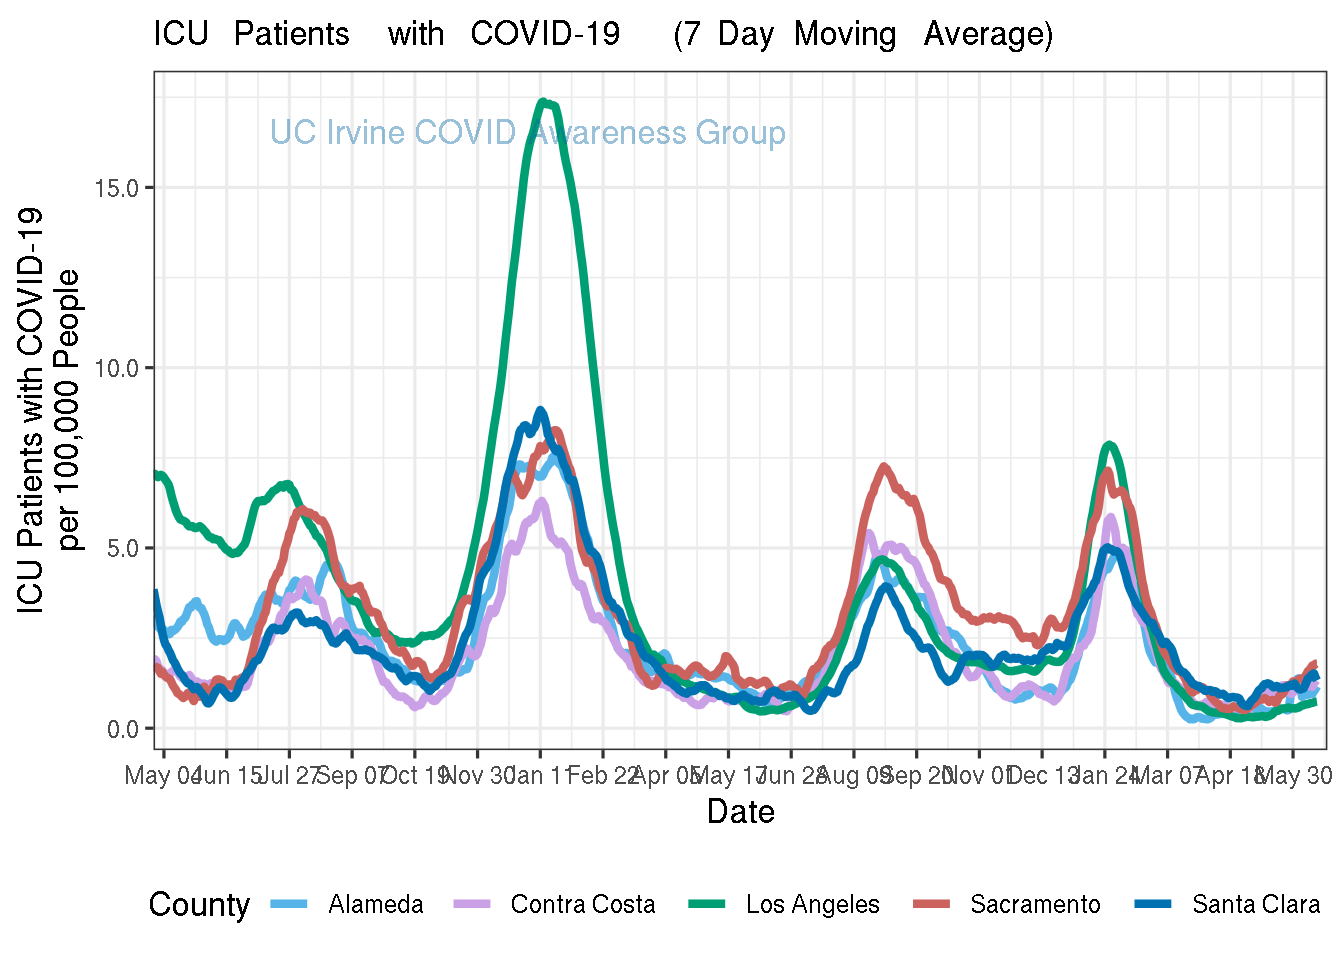 ICU Patients with COVID-19 (7 Day Moving Average)
UC Irvine COVID Awareness Group
ICU Patients with COVID-19
per 100,000 People
15.0
10.0
5.0
0.0
May 04 Jun 15 Jul 27 Sep 07 Oct 19 Nov 30 Jan 11 Feb 22 Apr 05 May 17 Jun 28 Aug 09 Sep 20 Nov 01 Dec 13 Jan 24 Mar 07 Apr 18 May 30
Date
County Alameda Contra Costa Los Angeles Sacramento Santa Clara